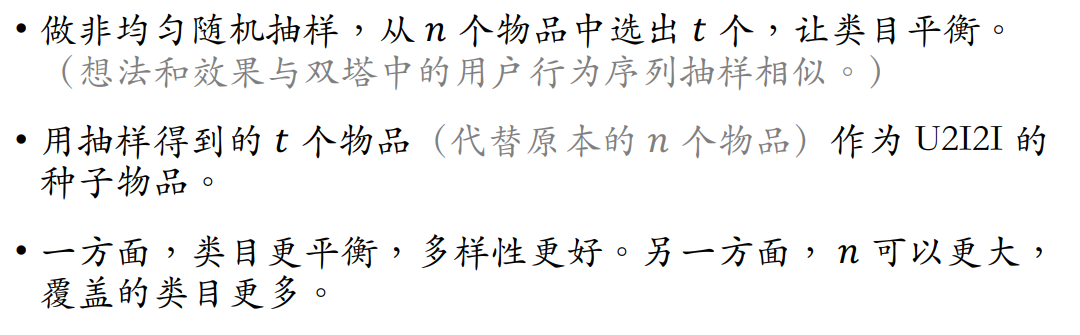 • 做非均匀随机抽样，从 n 个物品中选出 t 个，让类目平衡。
（想法和效果与双塔中的用户行为序列抽样相似。）
• 用抽样得到的 t 个物品（代替原本的 n 个物品）作为 U2I2I 的
种子物品。
• 一方面，类目更平衡，多样性更好。另一方面，n 可以更大，
覆盖的类目更多。